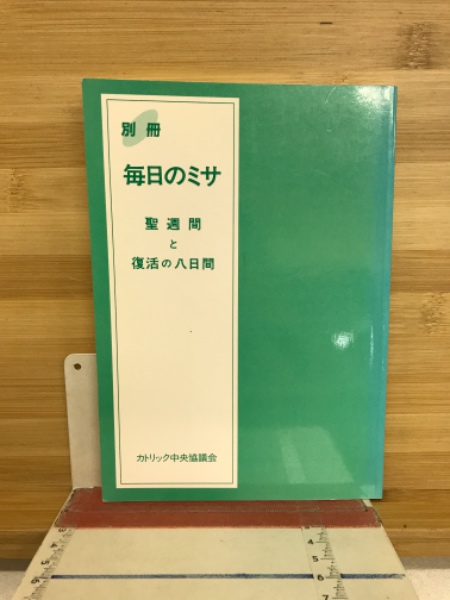 別冊
毎日のミサ
聖週間
と
復活の八日間
カトリック中央協議会